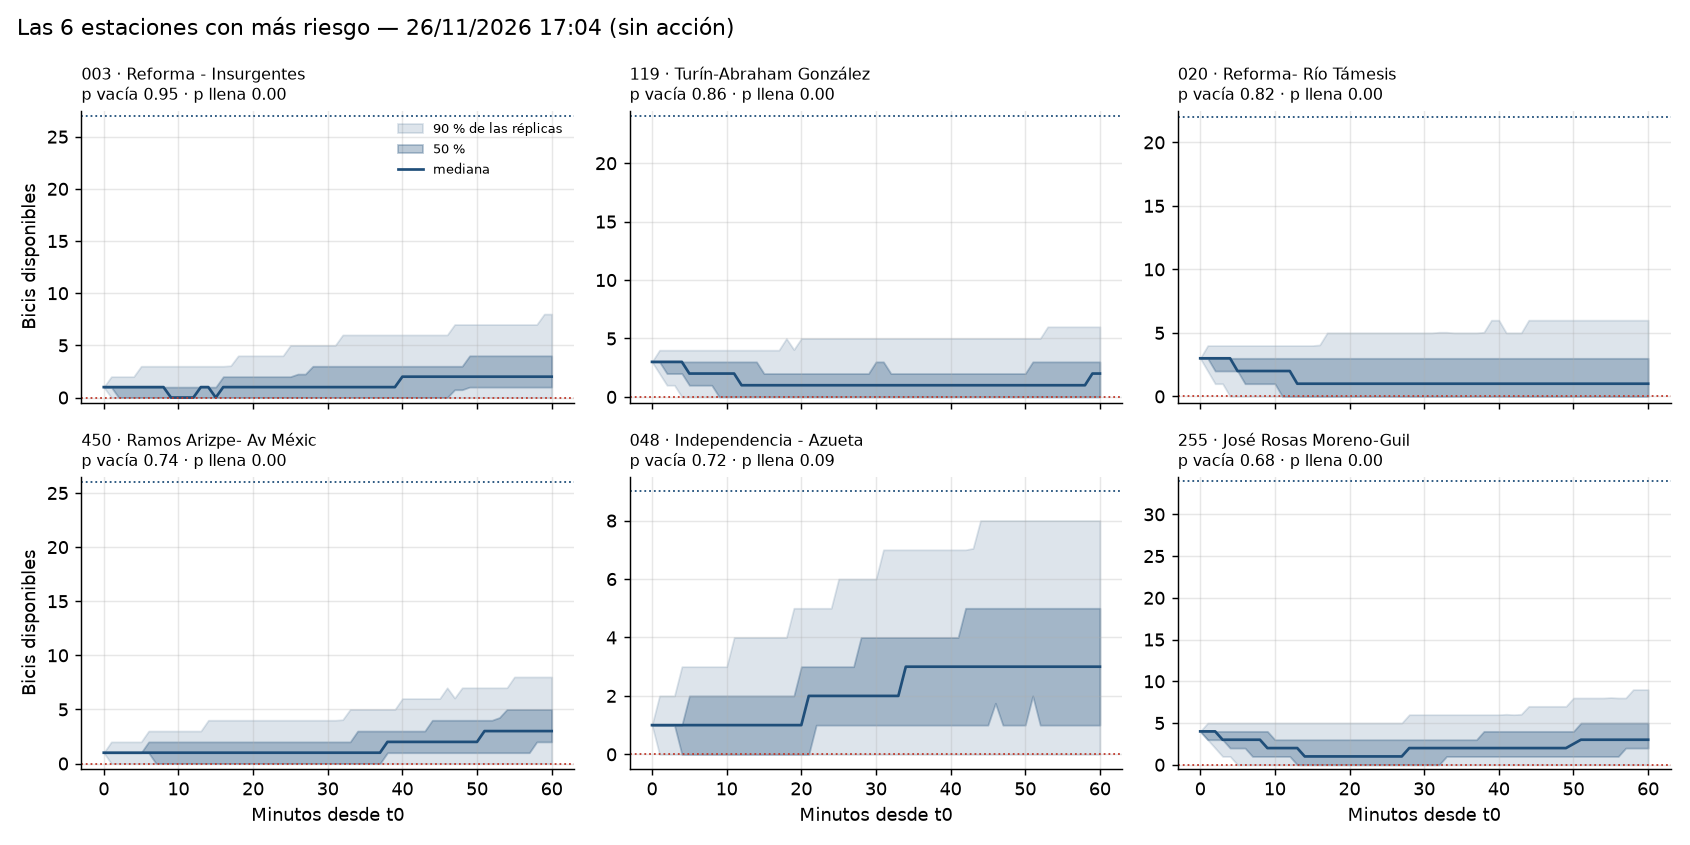 Las 6 estaciones con más riesgo — 26/11/2026 17:04 (sin acción)
003 · Reforma - Insurgentes
p vacía 0.95 · p llena 0.00
119 · Turín-Abraham González
p vacía 0.86 · p llena 0.00
020 · Reforma- Río Támesis
p vacía 0.82 · p llena 0.00
90 % de las réplicas
50 %
mediana
Bicis disponibles
25
20
15
10
5
0
20
15
10
5
0
20
15
10
5
0
450 · Ramos Arizpe- Av Méxic
p vacía 0.74 · p llena 0.00
048 · Independencia - Azueta
p vacía 0.72 · p llena 0.09
255 · José Rosas Moreno-Guil
p vacía 0.68 · p llena 0.00
Bicis disponibles
25
20
15
10
5
0
8
6
4
2
0
30
25
20
15
10
5
0
0 10 20 30 40 50 60
0 10 20 30 40 50 60
0 10 20 30 40 50 60
Minutos desde t0
Minutos desde t0
Minutos desde t0